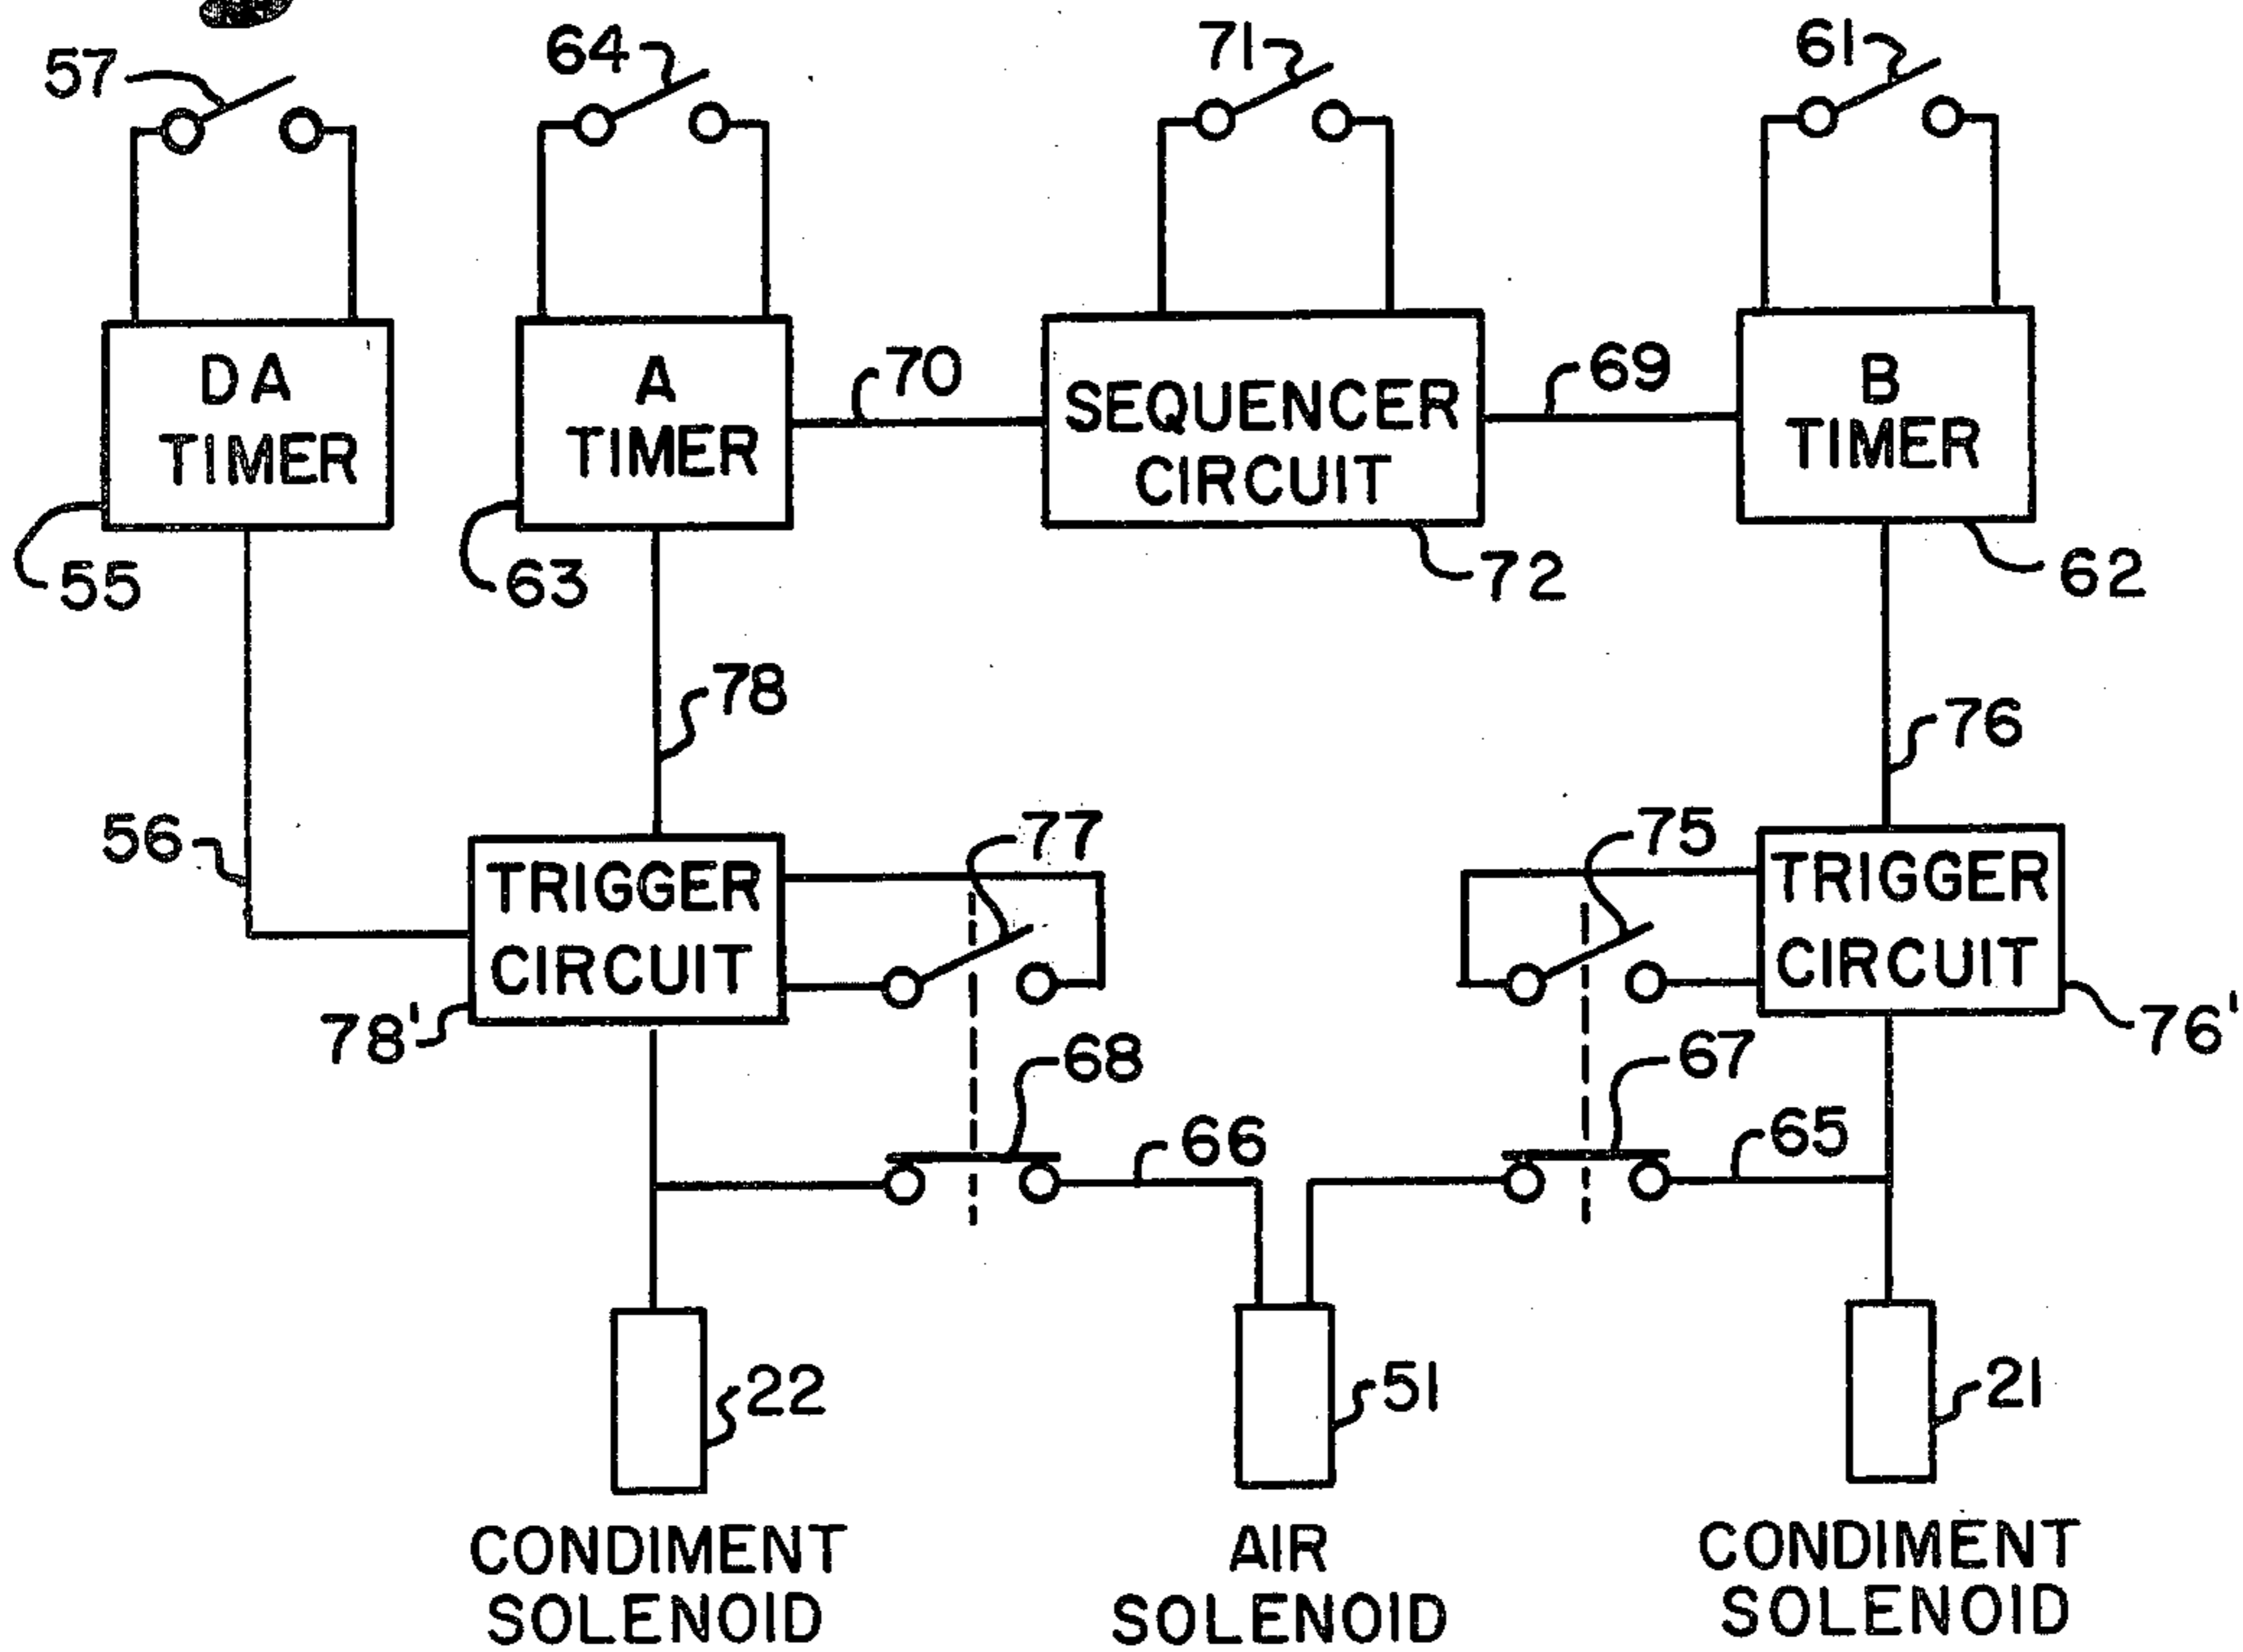 57
64
71
61
DA
TIMER
A
TIMER
70
SEQUENCER
CIRCUIT
69
B
TIMER
55
63
72
62
78
76
56
TRIGGER
CIRCUIT
77
75
TRIGGER
CIRCUIT
78'
68
67
76'
66
65
22
51
21
CONDIMENT
SOLENOID
AIR
SOLENOID
CONDIMENT
SOLENOID